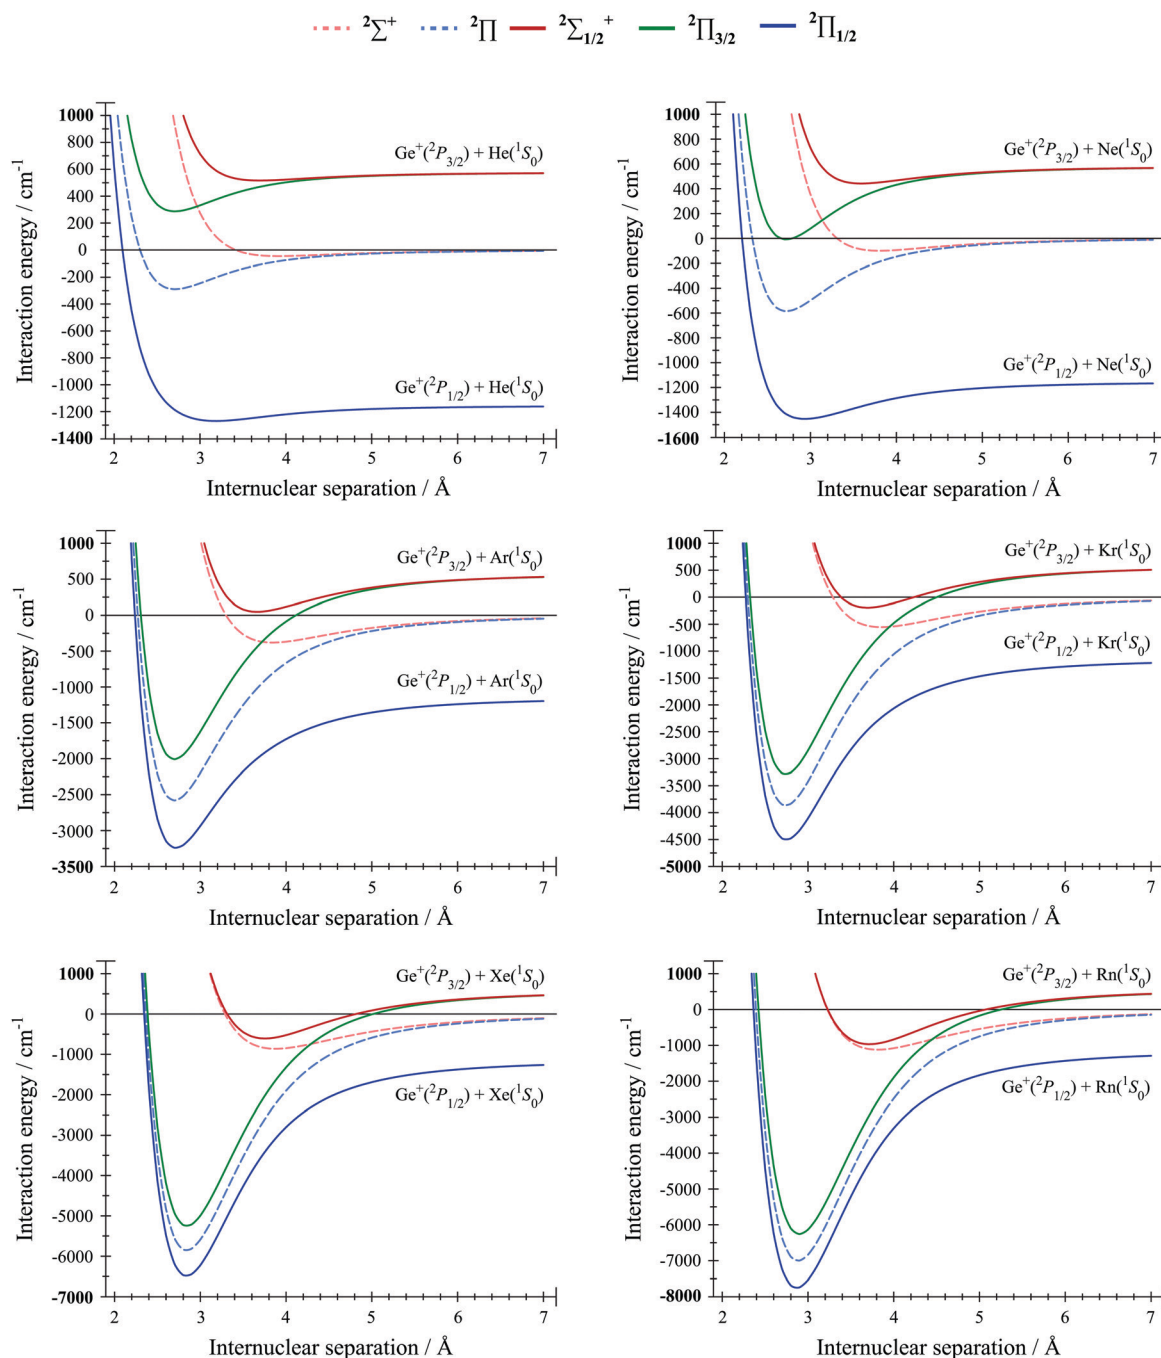 ²Σ⁺ ²Π ²Σ₁/₂⁺ ²Π₃/₂ ²Π₁/₂
Interaction energy / cm⁻¹
1000
800
600
400
200
0
-200
-400
-600
-800
-1000
-1200
-1400
Ge⁺(²P₃/₂) + He(¹S₀)
Ge⁺(²P₁/₂) + He(¹S₀)
2 3 4 5 6 7
Internuclear separation / Å
Interaction energy / cm⁻¹
1000
800
600
400
200
0
-200
-400
-600
-800
-1000
-1200
-1400
-1600
Ge⁺(²P₃/₂) + Ne(¹S₀)
Ge⁺(²P₁/₂) + Ne(¹S₀)
2 3 4 5 6 7
Internuclear separation / Å
Interaction energy / cm⁻¹
1000
500
0
-500
-1000
-1500
-2000
-2500
-3000
-3500
Ge⁺(²P₃/₂) + Ar(¹S₀)
Ge⁺(²P₁/₂) + Ar(¹S₀)
2 3 4 5 6 7
Internuclear separation / Å
Interaction energy / cm⁻¹
1000
500
0
-500
-1000
-1500
-2000
-2500
-3000
-3500
-4000
-4500
-5000
Ge⁺(²P₃/₂) + Kr(¹S₀)
Ge⁺(²P₁/₂) + Kr(¹S₀)
2 3 4 5 6 7
Internuclear separation / Å
Interaction energy / cm⁻¹
1000
0
-1000
-2000
-3000
-4000
-5000
-6000
-7000
Ge⁺(²P₃/₂) + Xe(¹S₀)
Ge⁺(²P₁/₂) + Xe(¹S₀)
2 3 4 5 6 7
Internuclear separation / Å
Interaction energy / cm⁻¹
1000
0
-1000
-2000
-3000
-4000
-5000
-6000
-7000
-8000
Ge⁺(²P₃/₂) + Rn(¹S₀)
Ge⁺(²P₁/₂) + Rn(¹S₀)
2 3 4 5 6 7
Internuclear separation / Å